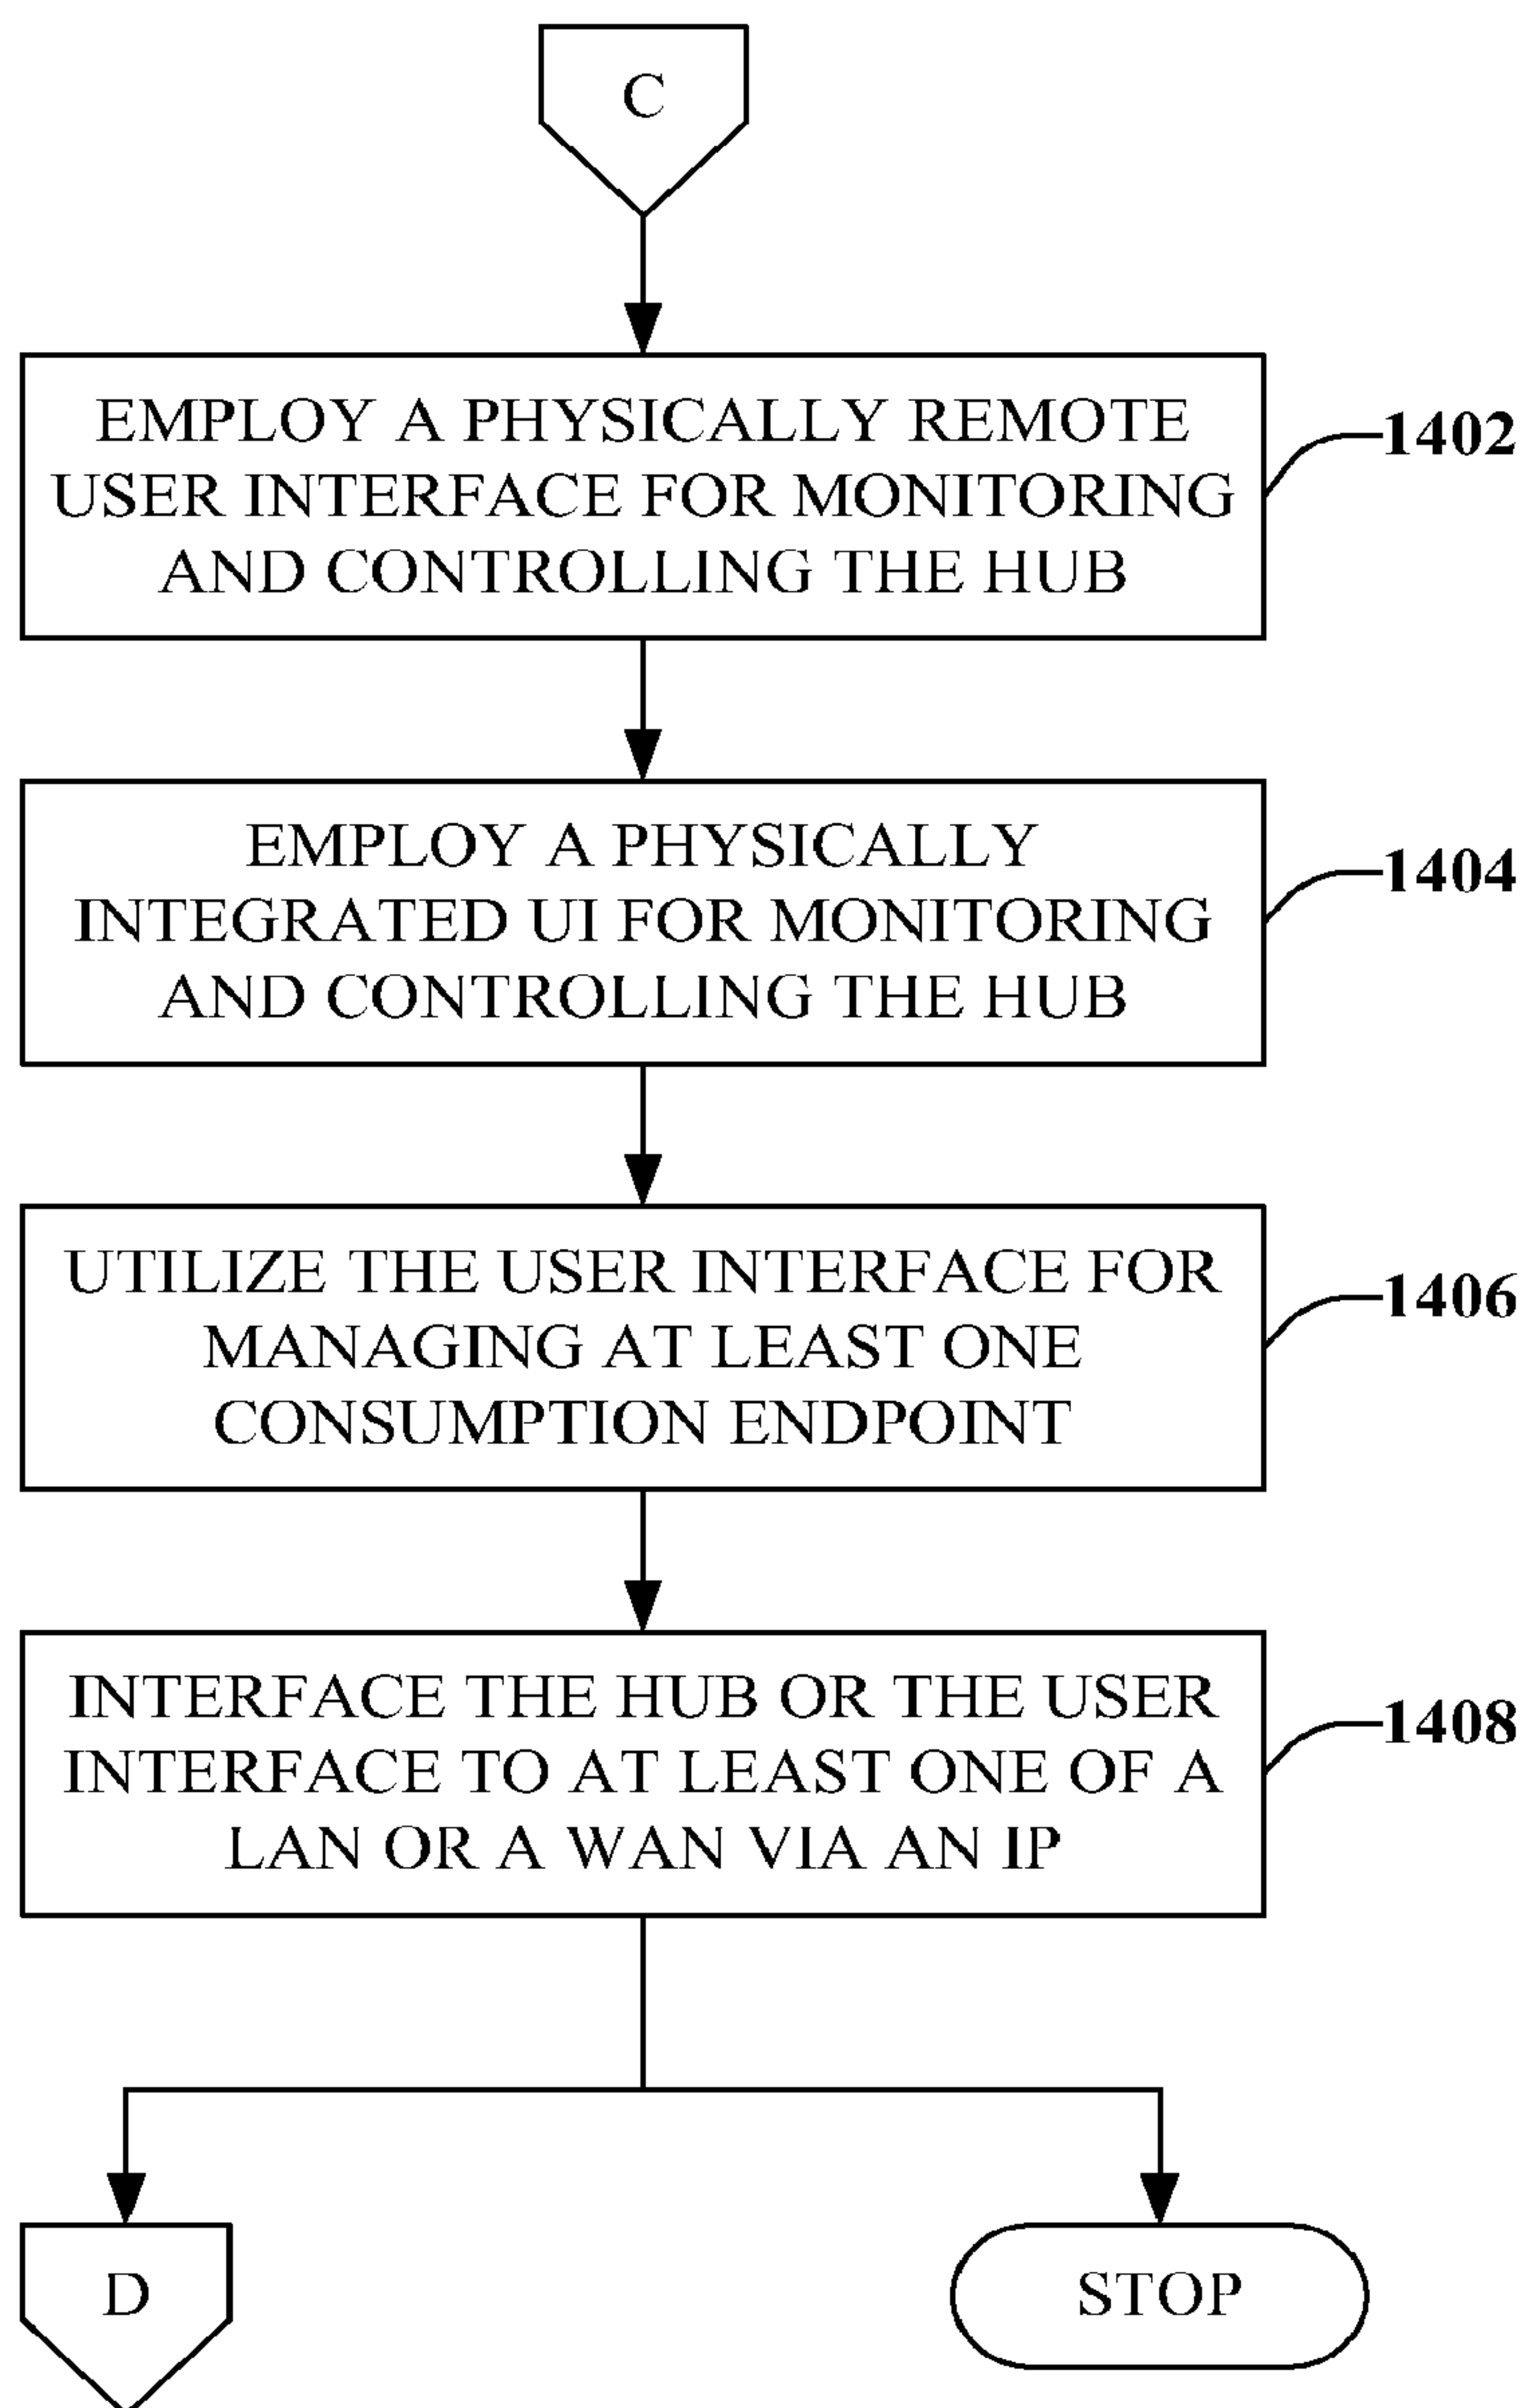 C
EMPLOY A PHYSICALLY REMOTE
USER INTERFACE FOR MONITORING
AND CONTROLLING THE HUB
1402
EMPLOY A PHYSICALLY
INTEGRATED UI FOR MONITORING
AND CONTROLLING THE HUB
1404
UTILIZE THE USER INTERFACE FOR
MANAGING AT LEAST ONE
CONSUMPTION ENDPOINT
1406
INTERFACE THE HUB OR THE USER
INTERFACE TO AT LEAST ONE OF A
LAN OR A WAN VIA AN IP
1408
D
STOP